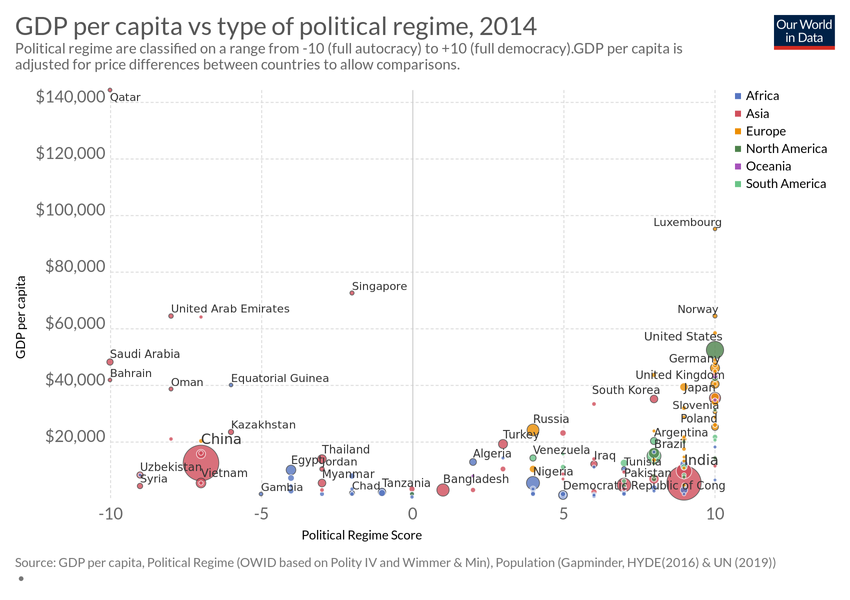 GDP per capita vs type of political regime, 2014
Political regime are classified on a range from -10 (full autocracy) to +10 (full democracy).GDP per capita is
adjusted for price differences between countries to allow comparisons.
Our World
in Data
$140,000
$120,000
$100,000
$80,000
$60,000
$40,000
$20,000
GDP per capita
-10
-5
0
5
10
Political Regime Score
Qatar
Luxembourg
Singapore
United Arab Emirates
Norway
United States
Saudi Arabia
Germany
Bahrain
Equatorial Guinea
United Kingdom
Oman
South Korea
Japan
Slovenia
Kazakhstan
Russia
Poland
China
Turkey
Argentina
Thailand
Brazil
Algeria
Venezuela
Iraq
Egypt
Jordan
Tunisia
India
Uzbekistan
Vietnam
Myanmar
Nigeria
Pakistan
Syria
Gambia
Chad
Tanzania
Bangladesh
Democratic Republic of Cong
Africa
Asia
Europe
North America
Oceania
South America
Source: GDP per capita, Political Regime (OWID based on Polity IV and Wimmer & Min), Population (Gapminder, HYDE(2016) & UN (2019))